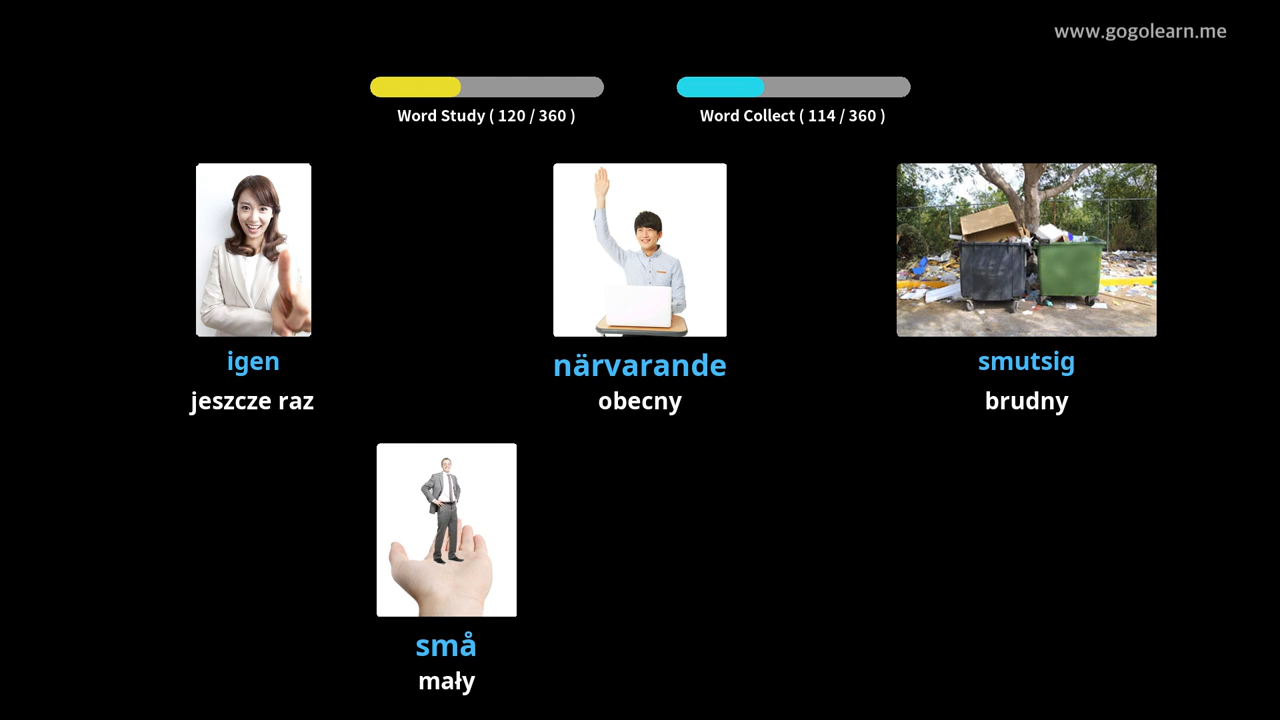 www.gogolearn.me
Word Study ( 120 / 360 )
Word Collect ( 114 / 360 )
igen
jeszcze raz
närvarande
obecny
smutsig
brudny
små
mały